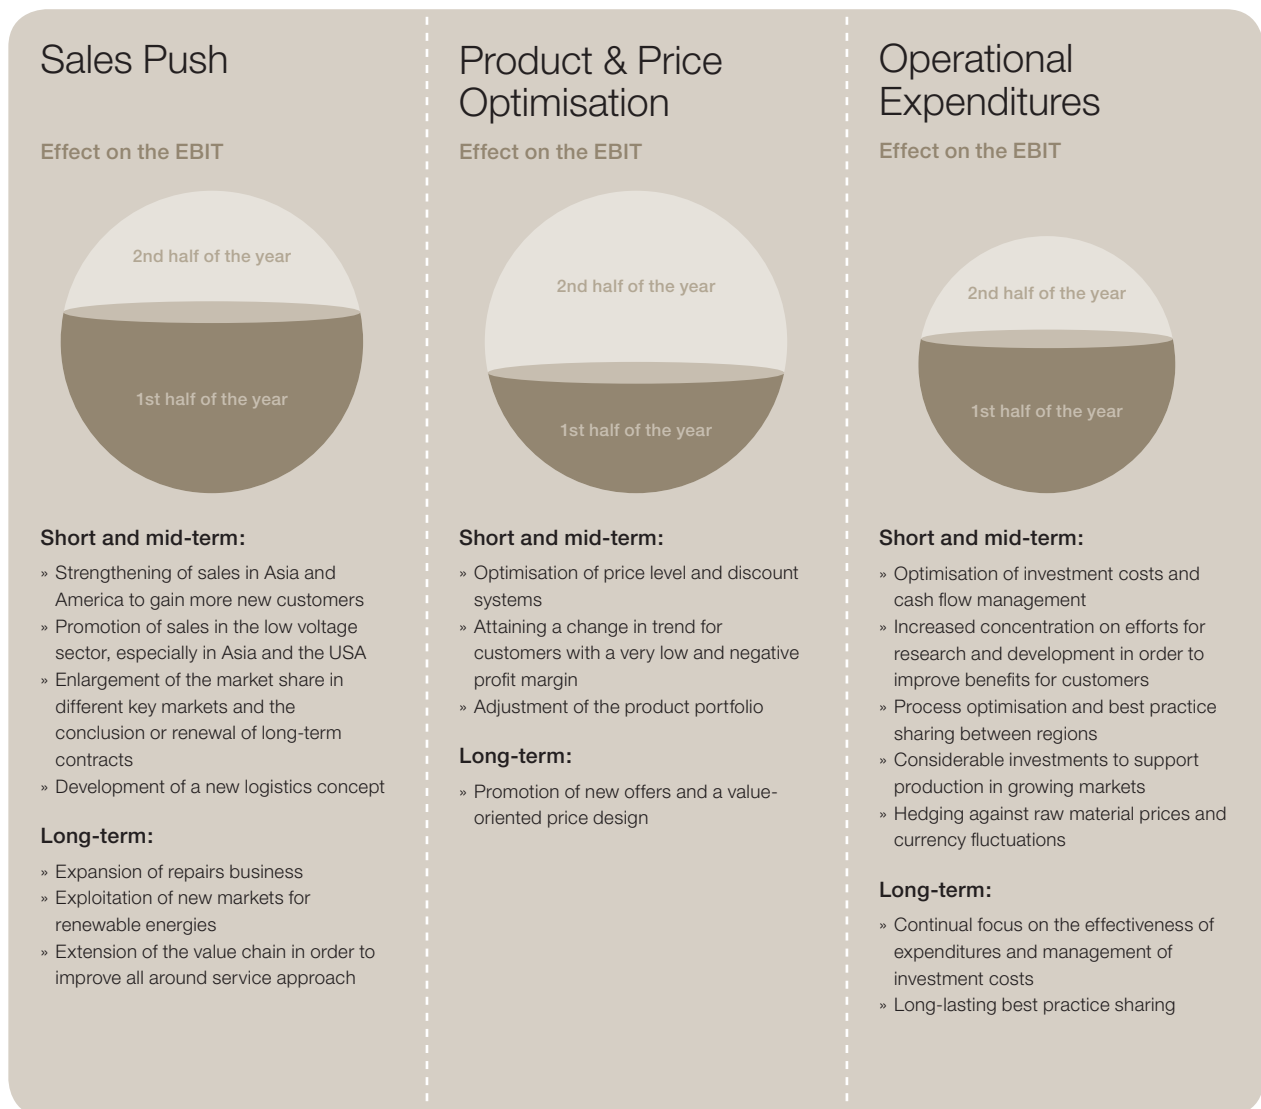 Sales Push
Effect on the EBIT
2nd half of the year
1st half of the year
Short and mid-term:
» Strengthening of sales in Asia and
America to gain more new customers
» Promotion of sales in the low voltage
sector, especially in Asia and the USA
» Enlargement of the market share in
different key markets and the
conclusion or renewal of long-term
contracts
» Development of a new logistics concept
Long-term:
» Expansion of repairs business
» Exploitation of new markets for
renewable energies
» Extension of the value chain in order to
improve all around service approach
Product & Price
Optimisation
Effect on the EBIT
2nd half of the year
1st half of the year
Short and mid-term:
» Optimisation of price level and discount
systems
» Attaining a change in trend for
customers with a very low and negative
profit margin
» Adjustment of the product portfolio
Long-term:
» Promotion of new offers and a value-
oriented price design
Operational
Expenditures
Effect on the EBIT
2nd half of the year
1st half of the year
Short and mid-term:
» Optimisation of investment costs and
cash flow management
» Increased concentration on efforts for
research and development in order to
improve benefits for customers
» Process optimisation and best practice
sharing between regions
» Considerable investments to support
production in growing markets
» Hedging against raw material prices and
currency fluctuations
Long-term:
» Continual focus on the effectiveness of
expenditures and management of
investment costs
» Long-lasting best practice sharing